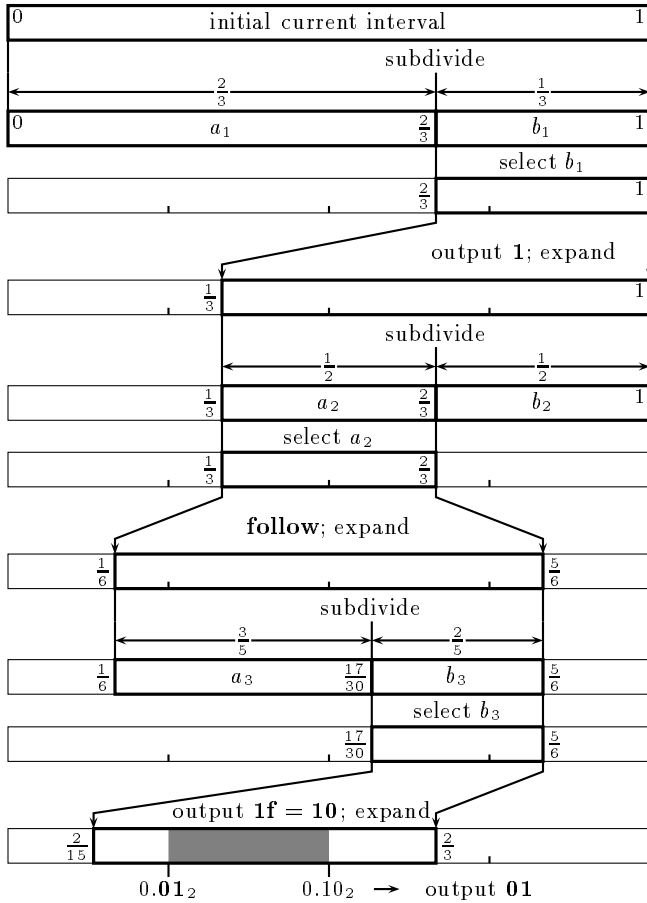 0 initial current interval 1
subdivide
2/3 1/3
0 a₁ 2/3 b₁ 1
select b₁
2/3 1
output 1; expand
1/3 1
subdivide
1/2 1/2
1/3 a₂ 2/3 b₂ 1
select a₂
1/3 2/3
follow; expand
1/6 5/6
subdivide
3/5 2/5
1/6 a₃ 17/30 b₃ 5/6
select b₃
17/30 5/6
output 1f = 10; expand
2/15 2/3
0.01₂ 0.10₂ → output 01